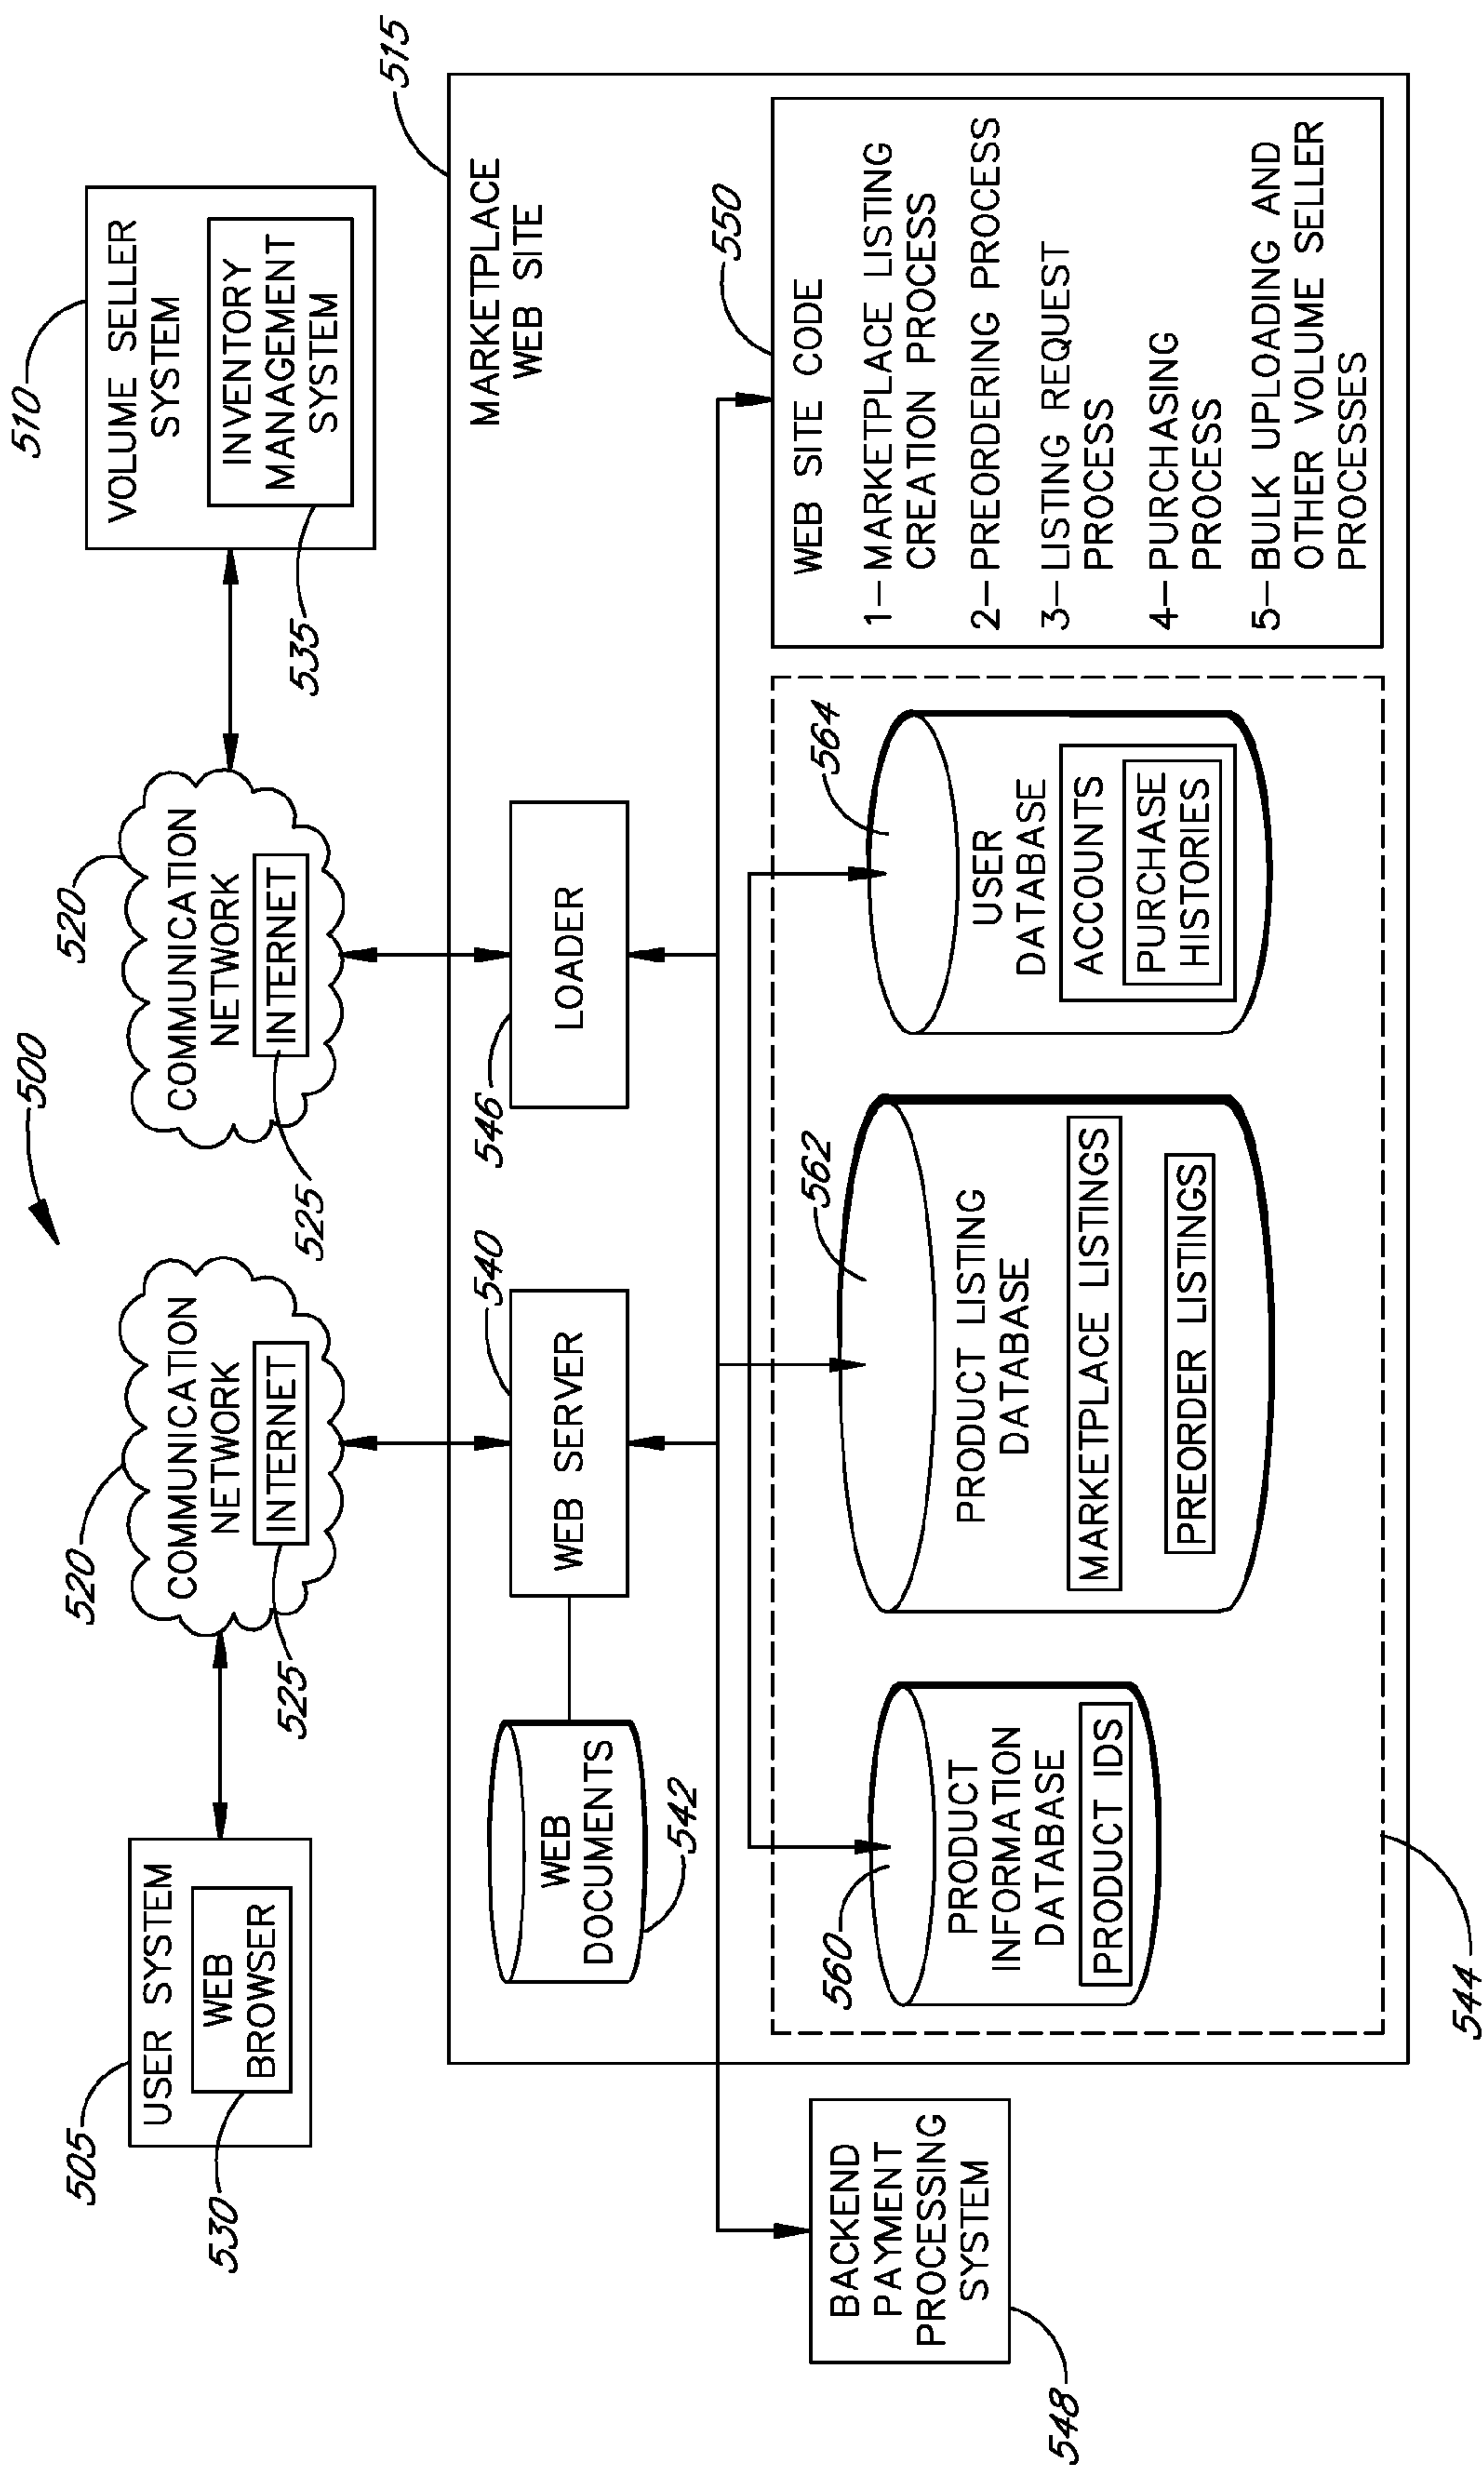 500
505
USER SYSTEM
WEB
BROWSER
530
520
COMMUNICATION
NETWORK
INTERNET
525
520
COMMUNICATION
NETWORK
INTERNET
525
510
VOLUME SELLER
SYSTEM
INVENTORY
MANAGEMENT
SYSTEM
535
515
MARKETPLACE
WEB SITE
WEB
DOCUMENTS
542
540
WEB SERVER
546
LOADER
548
BACKEND
PAYMENT
PROCESSING
SYSTEM
544
560
PRODUCT
INFORMATION
DATABASE
PRODUCT IDS
562
PRODUCT LISTING
DATABASE
MARKETPLACE LISTINGS
PREORDER LISTINGS
564
USER
DATABASE
ACCOUNTS
PURCHASE
HISTORIES
550
WEB SITE CODE
1–MARKETPLACE LISTING
CREATION PROCESS
2–PREORDERING PROCESS
3–LISTING REQUEST
PROCESS
4–PURCHASING
PROCESS
5–BULK UPLOADING AND
OTHER VOLUME SELLER
PROCESSES